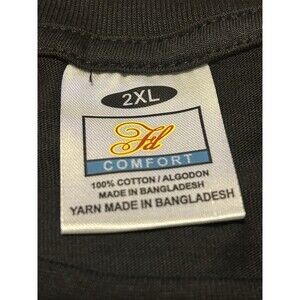 2XL
COMFORT
100% COTTON / ALGODON
MADE IN BANGLADESH
YARN MADE IN BANGLADESH